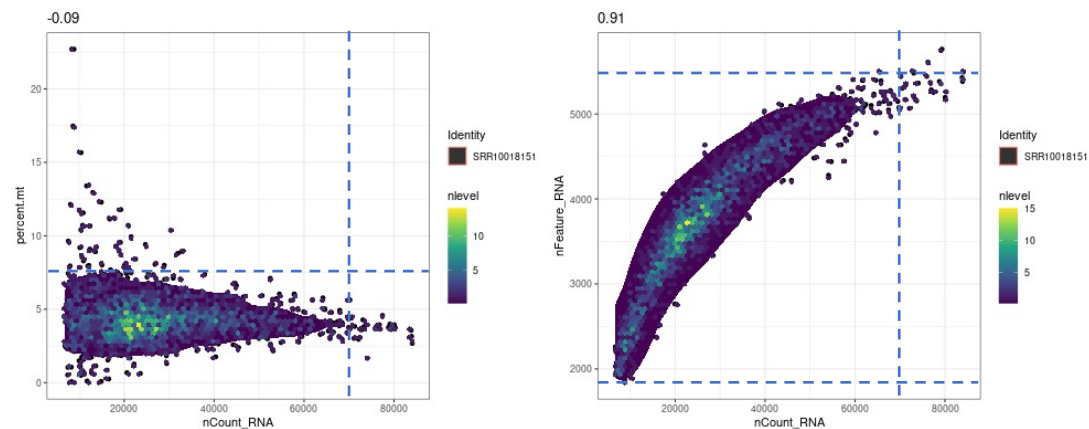 -0.09
20
15
10
5
0
percent.mt
20000 40000 60000 80000
nCount_RNA
Identity
SRR10018151
nlevel
10
5
0.91
5000
4000
3000
2000
nFeature_RNA
20000 40000 60000 80000
nCount_RNA
Identity
SRR10018151
nlevel
15
10
5